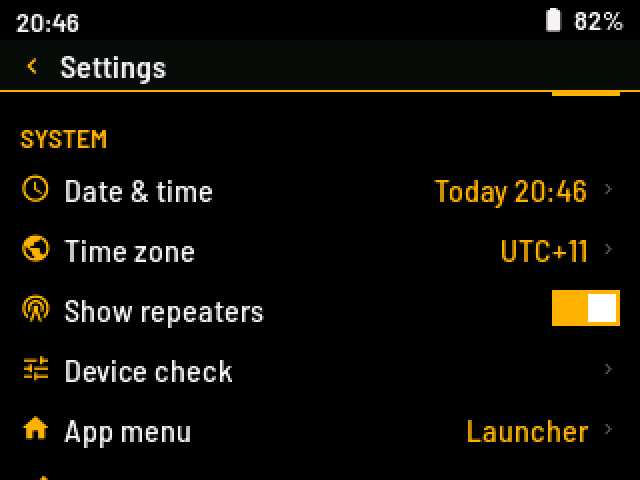 20:46 82%
Settings
SYSTEM
Date & time Today 20:46
Time zone UTC+11
Show repeaters
Device check
App menu Launcher